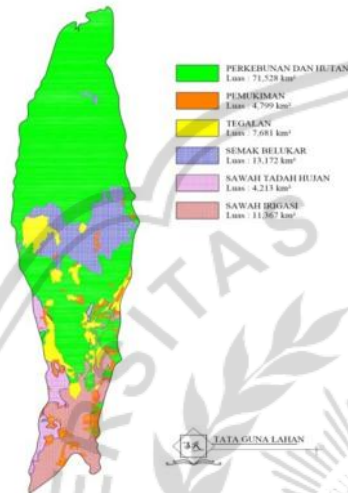 PERKEBUNAN DAN HUTAN
Luas : 71,528 km²
PEMUKIMAN
Luas : 4,799 km²
TEGALAN
Luas : 7,681 km²
SEMAK BELUKAR
Luas : 13,172 km²
SAWAH TADAH HUJAN
Luas : 4,213 km²
SAWAH IRIGASI
Luas : 11,367 km²
TATA GUNA LAHAN